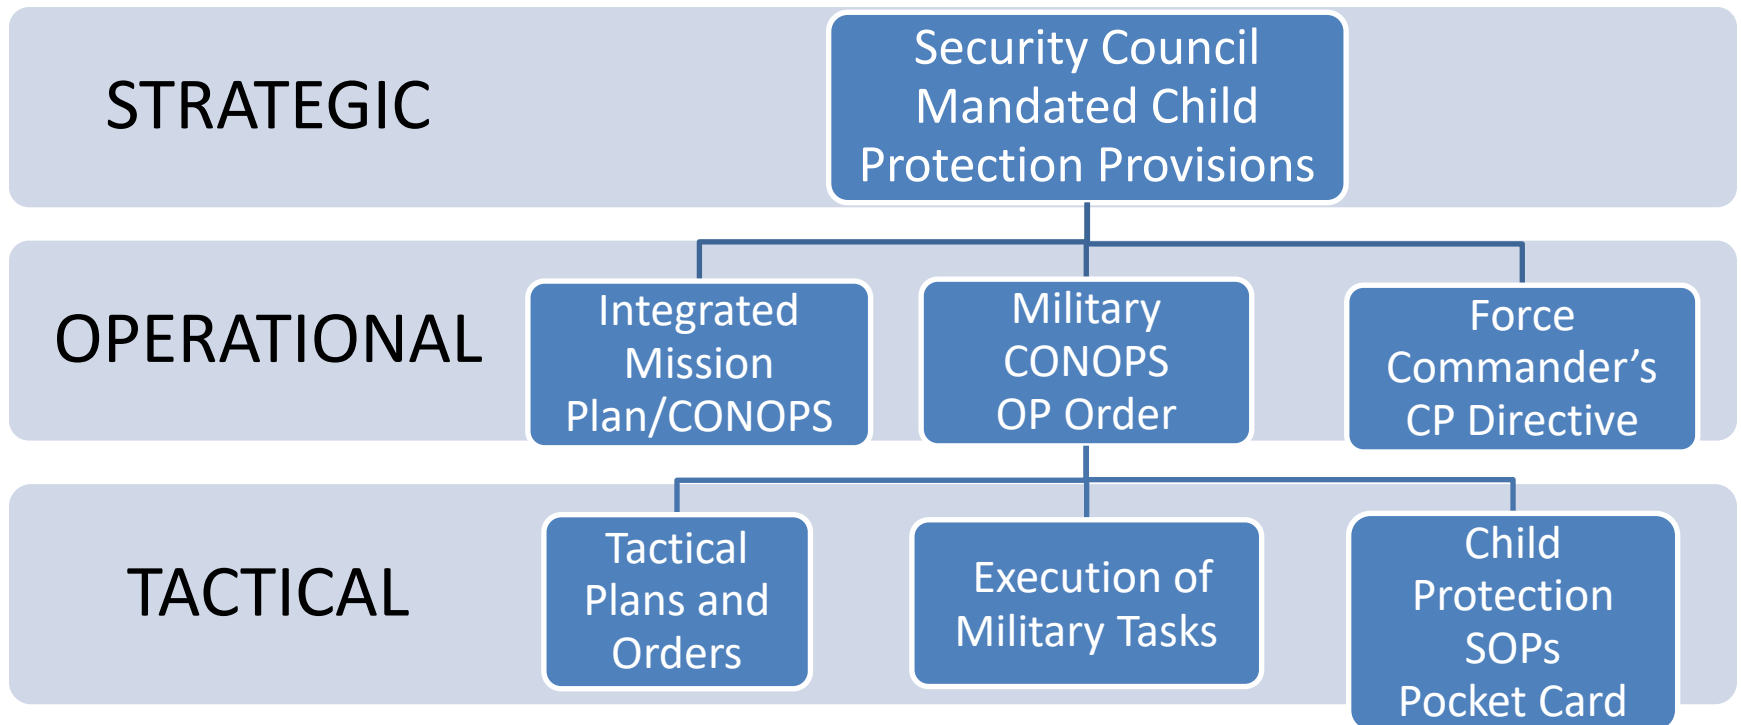 STRATEGIC
Security Council
Mandated Child
Protection Provisions
OPERATIONAL
Integrated
Mission
Plan/CONOPS
Military
CONOPS
OP Order
Force
Commander’s
CP Directive
TACTICAL
Tactical
Plans and
Orders
Execution of
Military Tasks
Child
Protection
SOPs
Pocket Card